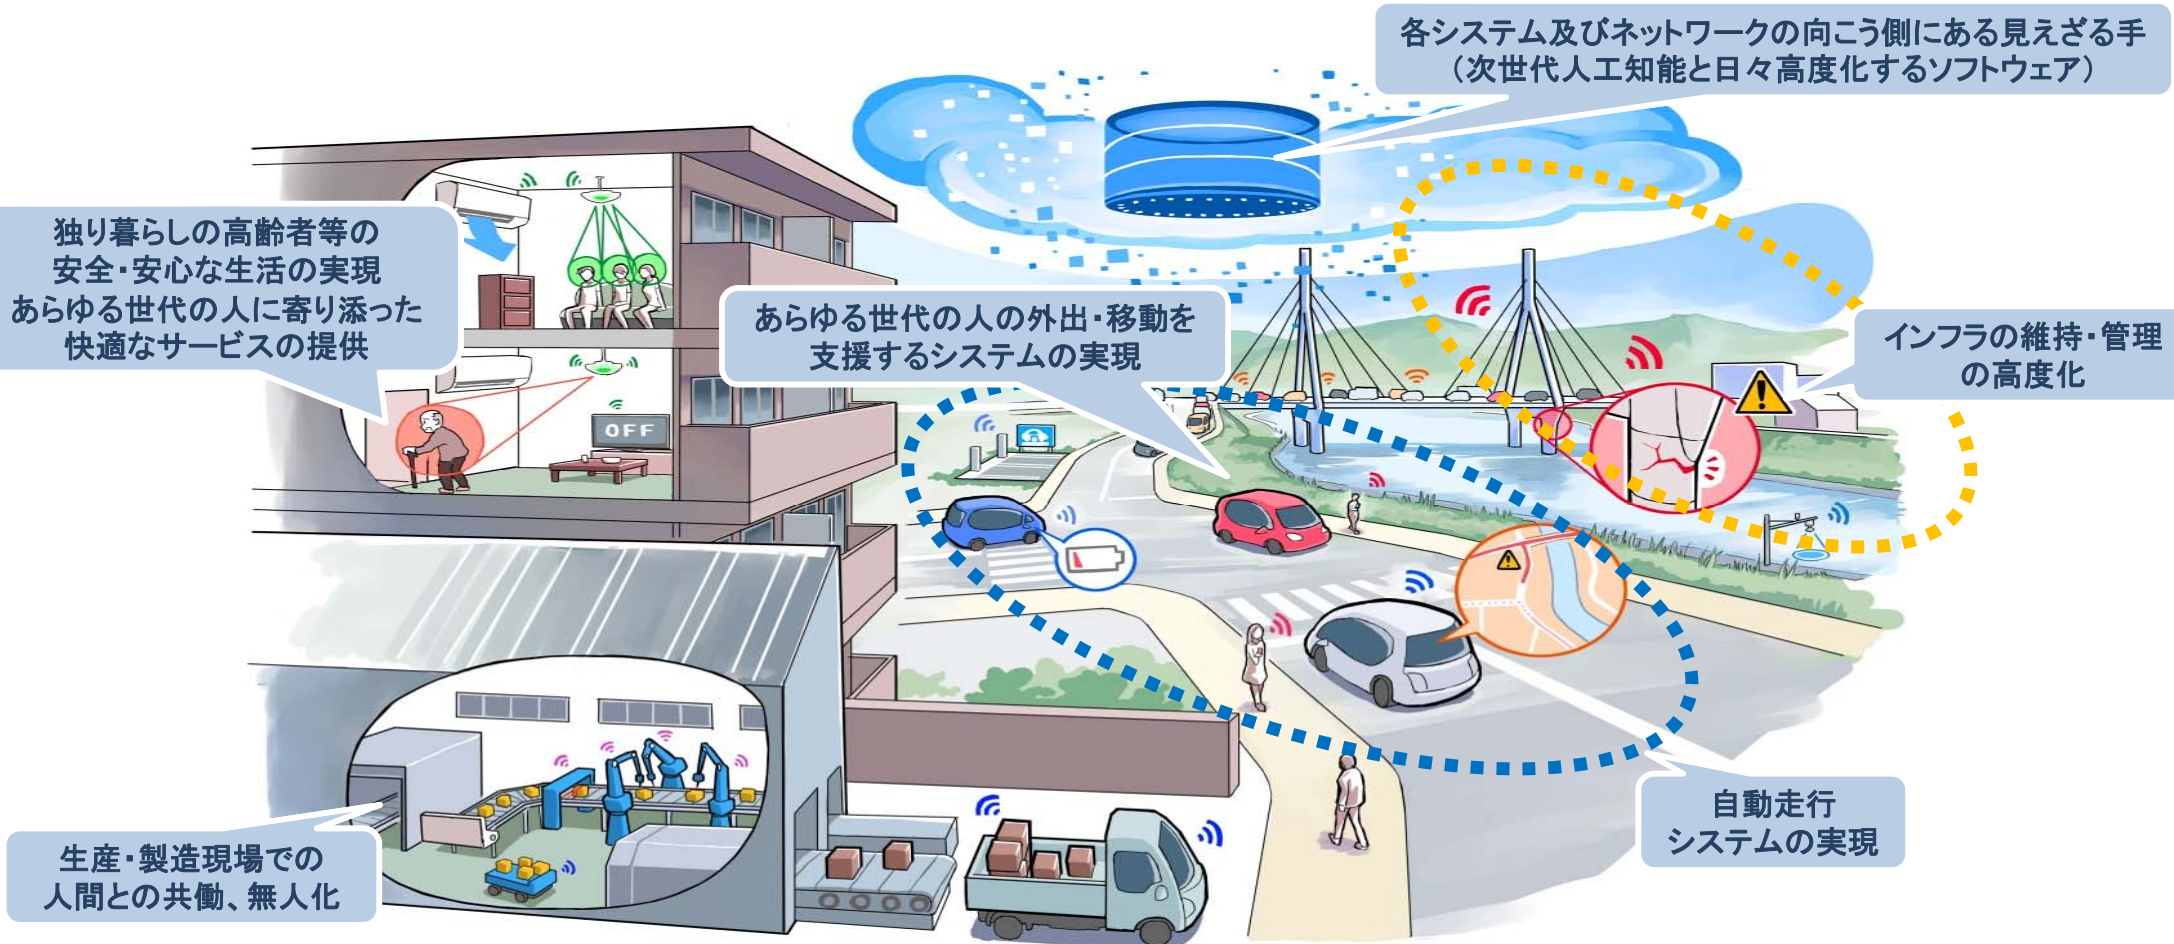 各システム及びネットワークの向こう側にある見えざる手
（次世代人工知能と日々高度化するソフトウェア）
独り暮らしの高齢者等の
安全・安心な生活の実現
あらゆる世代の人に寄り添った
快適なサービスの提供
あらゆる世代の人の外出・移動を
支援するシステムの実現
インフラの維持・管理
の高度化
OFF
自動走行
システムの実現
生産・製造現場での
人間との共働、無人化